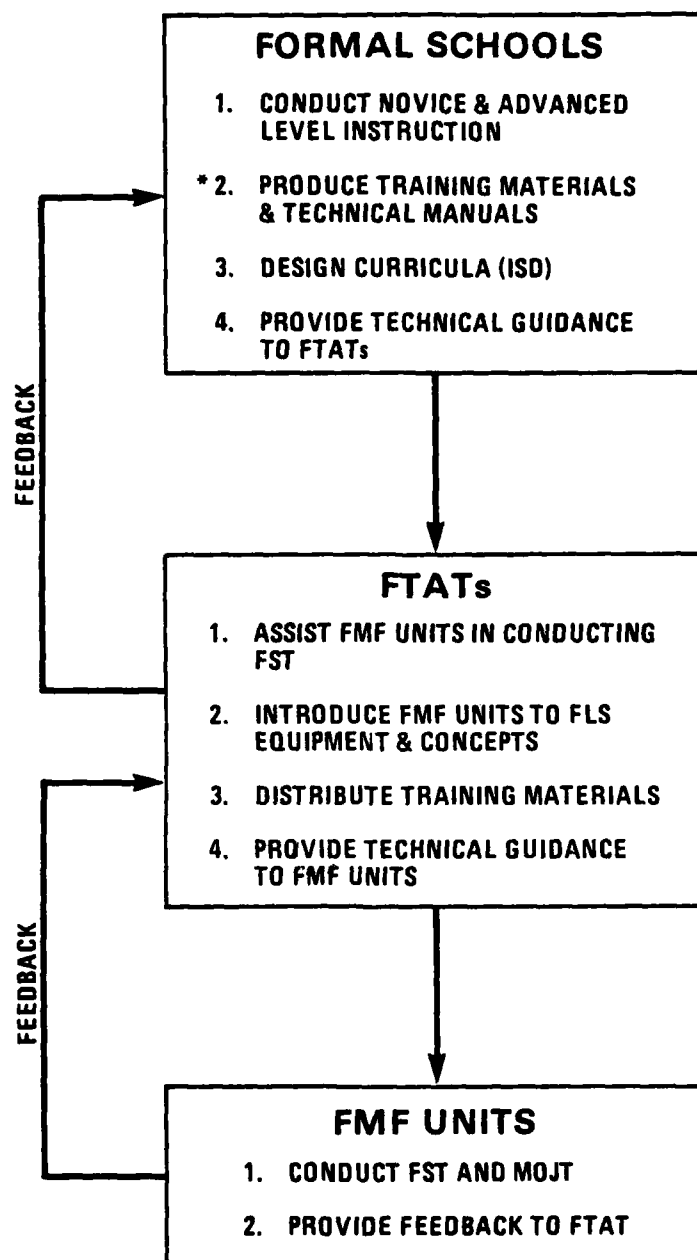 FORMAL SCHOOLS
1. CONDUCT NOVICE & ADVANCED
LEVEL INSTRUCTION
* 2. PRODUCE TRAINING MATERIALS
& TECHNICAL MANUALS
3. DESIGN CURRICULA (ISD)
4. PROVIDE TECHNICAL GUIDANCE
TO FTATs
FEEDBACK
FTATs
1. ASSIST FMF UNITS IN CONDUCTING
FST
2. INTRODUCE FMF UNITS TO FLS
EQUIPMENT & CONCEPTS
3. DISTRIBUTE TRAINING MATERIALS
4. PROVIDE TECHNICAL GUIDANCE
TO FMF UNITS
FEEDBACK
FMF UNITS
1. CONDUCT FST AND MOJT
2. PROVIDE FEEDBACK TO FTAT